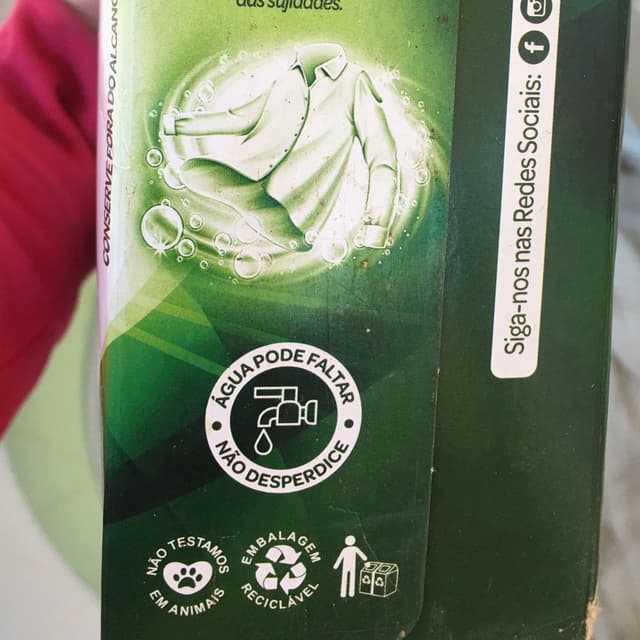 das sujidades.
CONSERVE FORA DO ALCANC
Siga-nos nas Redes Sociais:
ÁGUA PODE FALTAR
NÃO DESPERDICE
NÃO TESTAMOS
EM ANIMAIS
EMBALAGEM
RECICLÁVEL